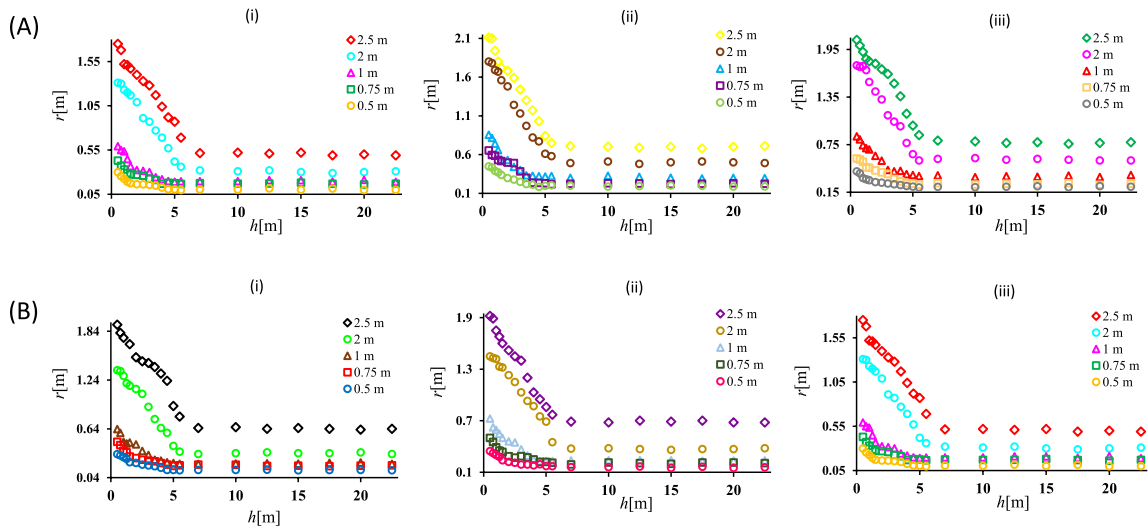 (A)
(i)
r[m]
1.55
1.05
0.55
0.05
0 5 10 15 20
h[m]
2.5 m
2 m
1 m
0.75 m
0.5 m
(ii)
r[m]
2.1
1.6
1.1
0.6
0.1
0 5 10 15 20
h[m]
2.5 m
2 m
1 m
0.75 m
0.5 m
(iii)
r[m]
1.95
1.35
0.75
0.15
0 5 10 15 20
h[m]
2.5 m
2 m
1 m
0.75 m
0.5 m
(B)
(i)
r[m]
1.84
1.24
0.64
0.04
0 5 10 15 20
h[m]
2.5 m
2 m
1 m
0.75 m
0.5 m
(ii)
r[m]
1.9
1.3
0.7
0.1
0 5 10 15 20
h[m]
2.5 m
2 m
1 m
0.75 m
0.5 m
(iii)
r[m]
1.55
1.05
0.55
0.05
0 5 10 15 20
h[m]
2.5 m
2 m
1 m
0.75 m
0.5 m